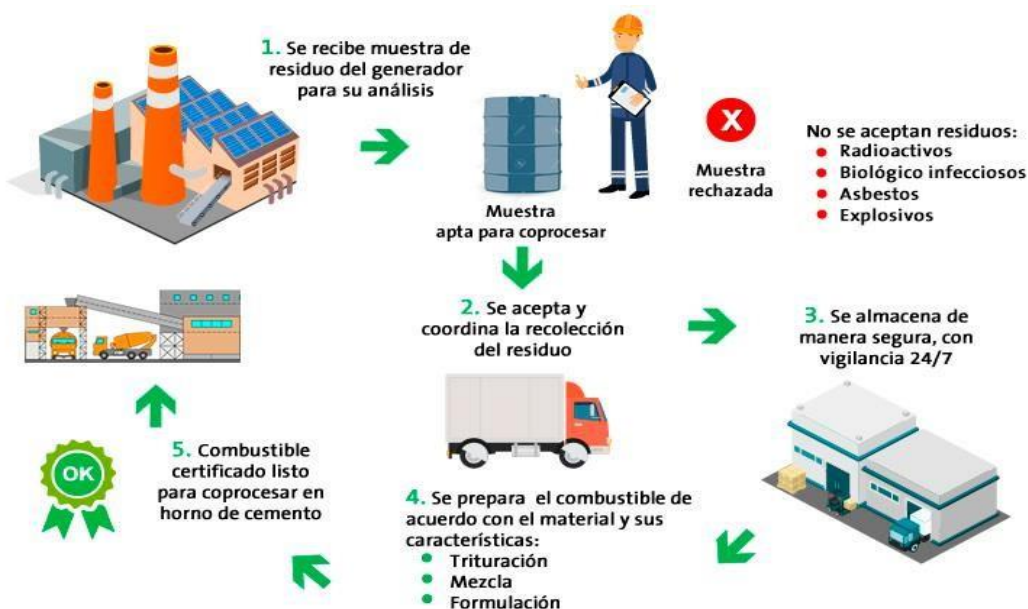 1. Se recibe muestra de
residuo del generador
para su análisis
Muestra
apta para coprocesar
X
Muestra
rechazada
No se aceptan residuos:
Radioactivos
Biológico infecciosos
Asbestos
Explosivos
2. Se acepta y
coordina la recolección
del residuo
3. Se almacena de
manera segura, con
vigilancia 24/7
4. Se prepara el combustible de
acuerdo con el material y sus
características:
Trituración
Mezcla
Formulación
5. Combustible
certificado listo
para coprocesar en
horno de cemento
OK